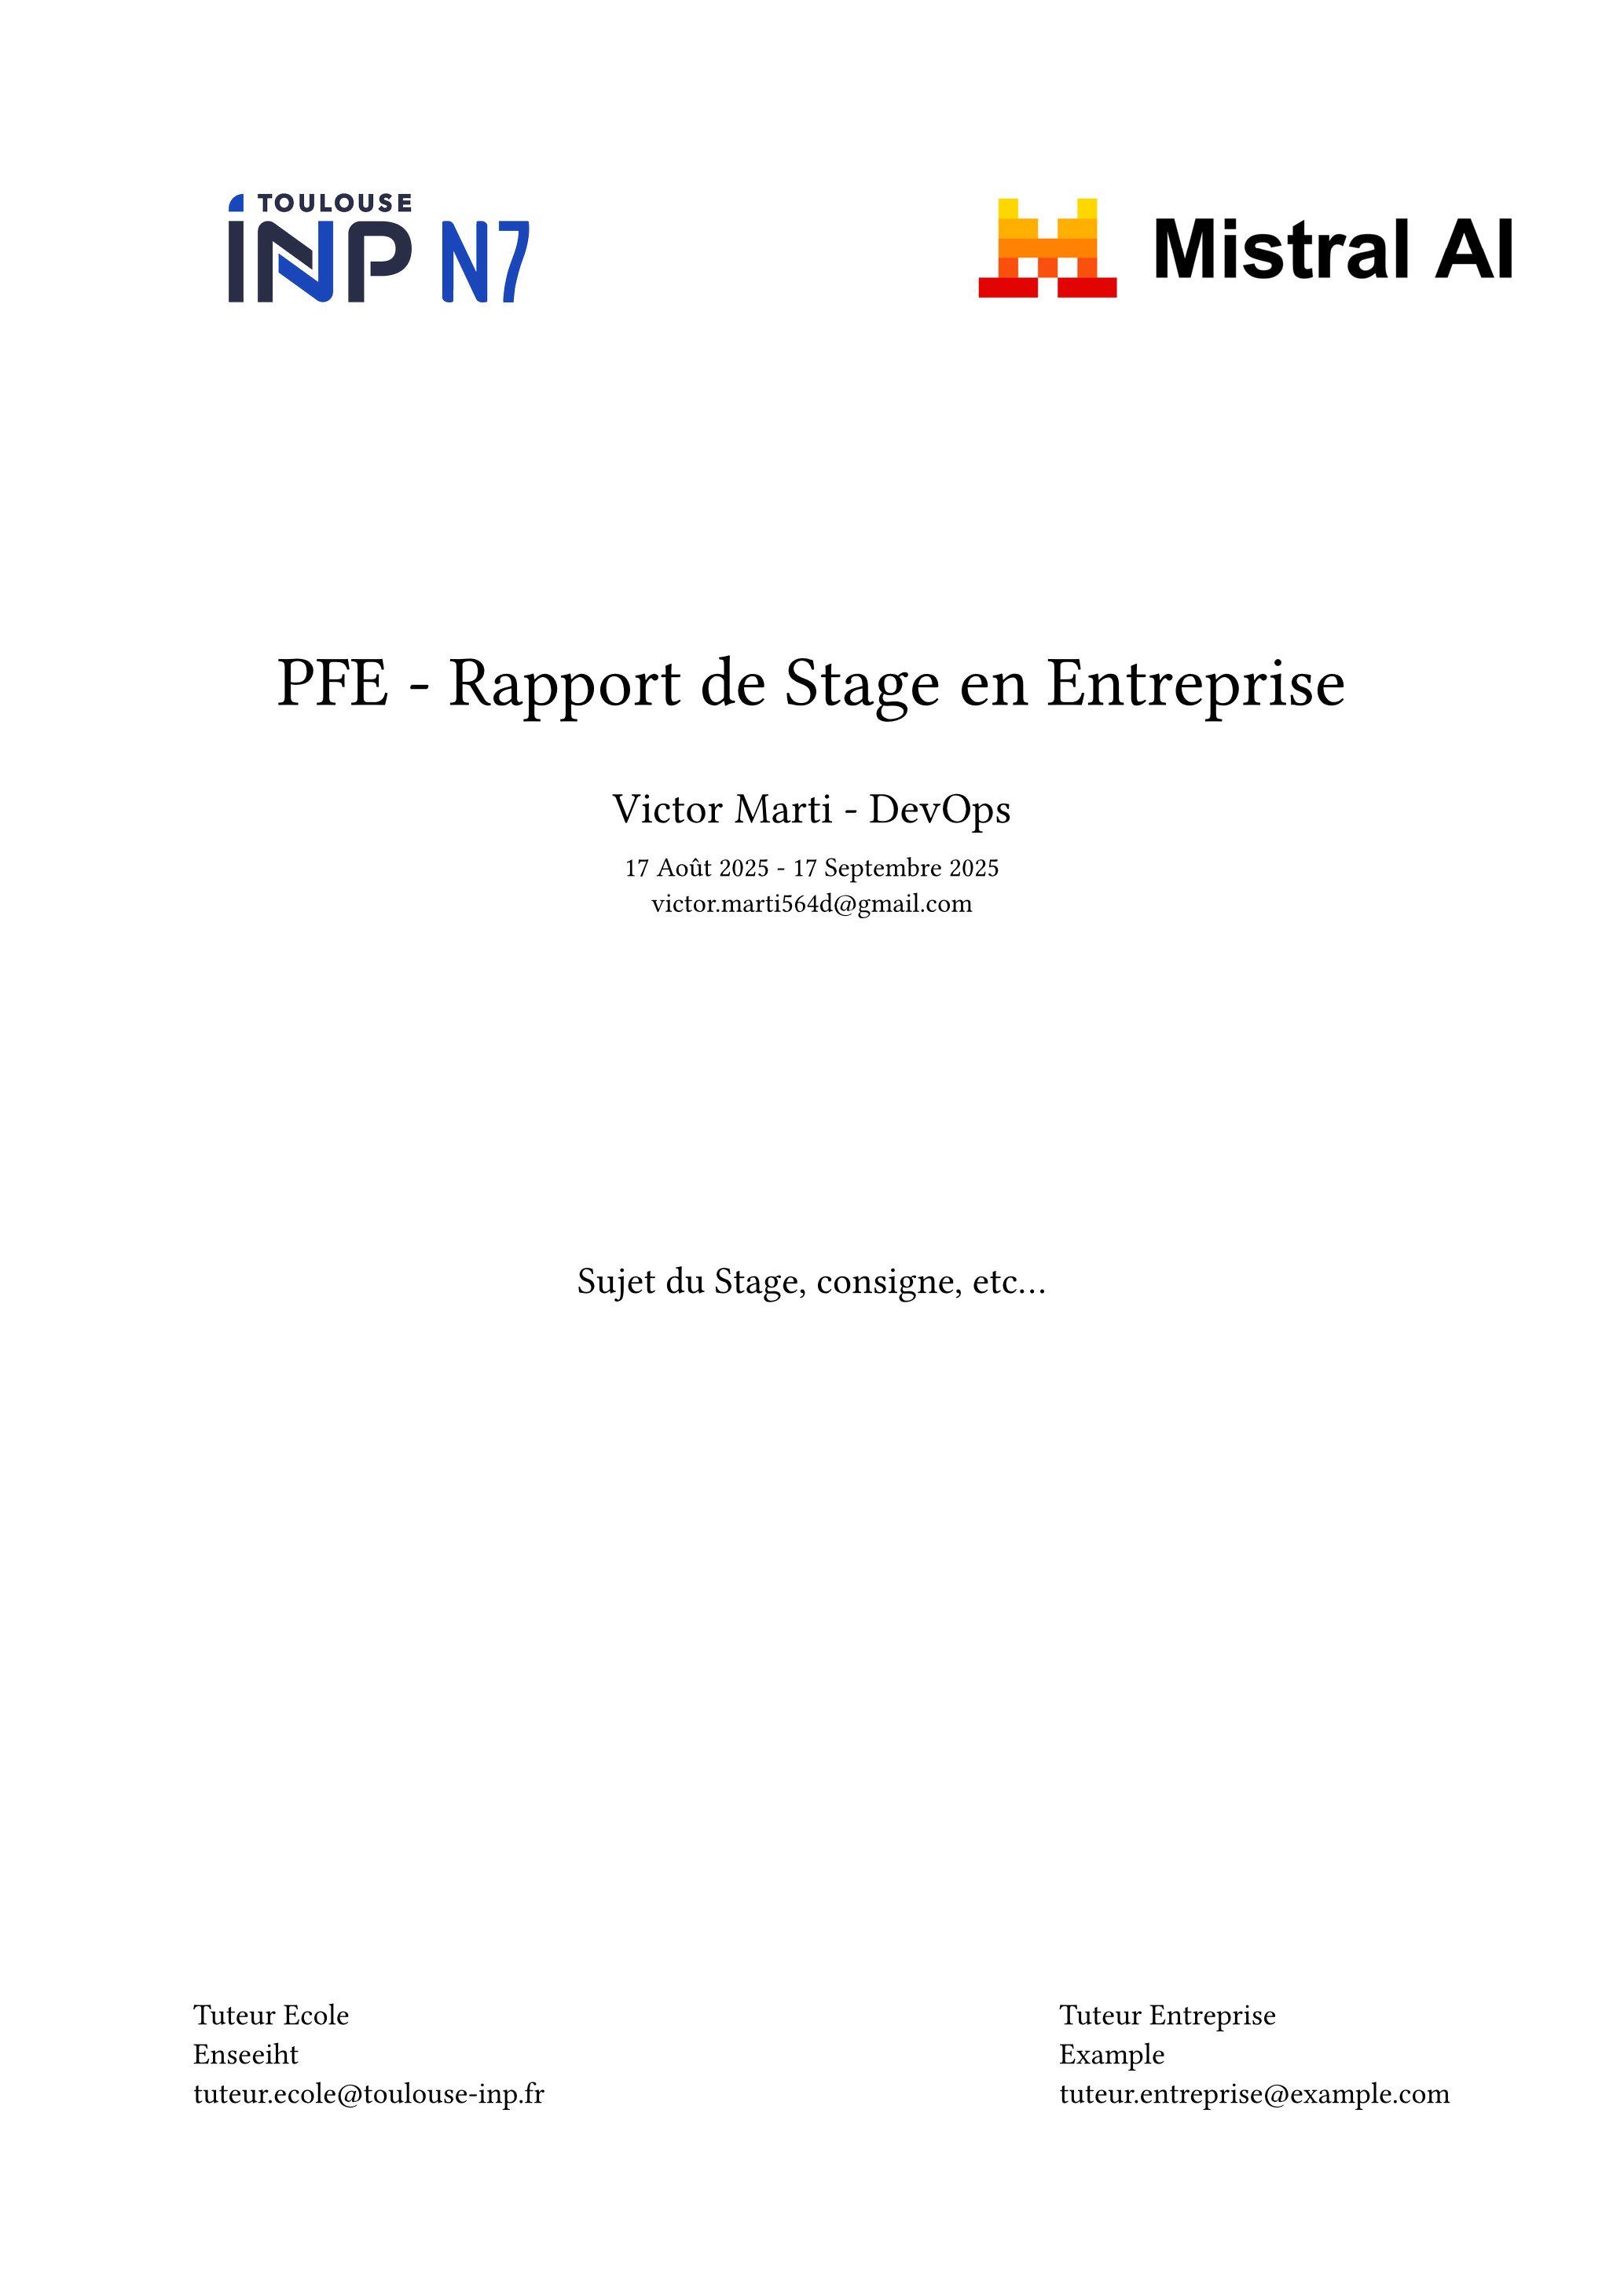 TOULOUSE
INP N7
Mistral AI
PFE - Rapport de Stage en Entreprise
Victor Marti - DevOps
17 Août 2025 - 17 Septembre 2025
victor.marti564d@gmail.com
Sujet du Stage, consigne, etc…
Tuteur Ecole
Enseeiht
tuteur.ecole@toulouse-inp.fr
Tuteur Entreprise
Example
tuteur.entreprise@example.com